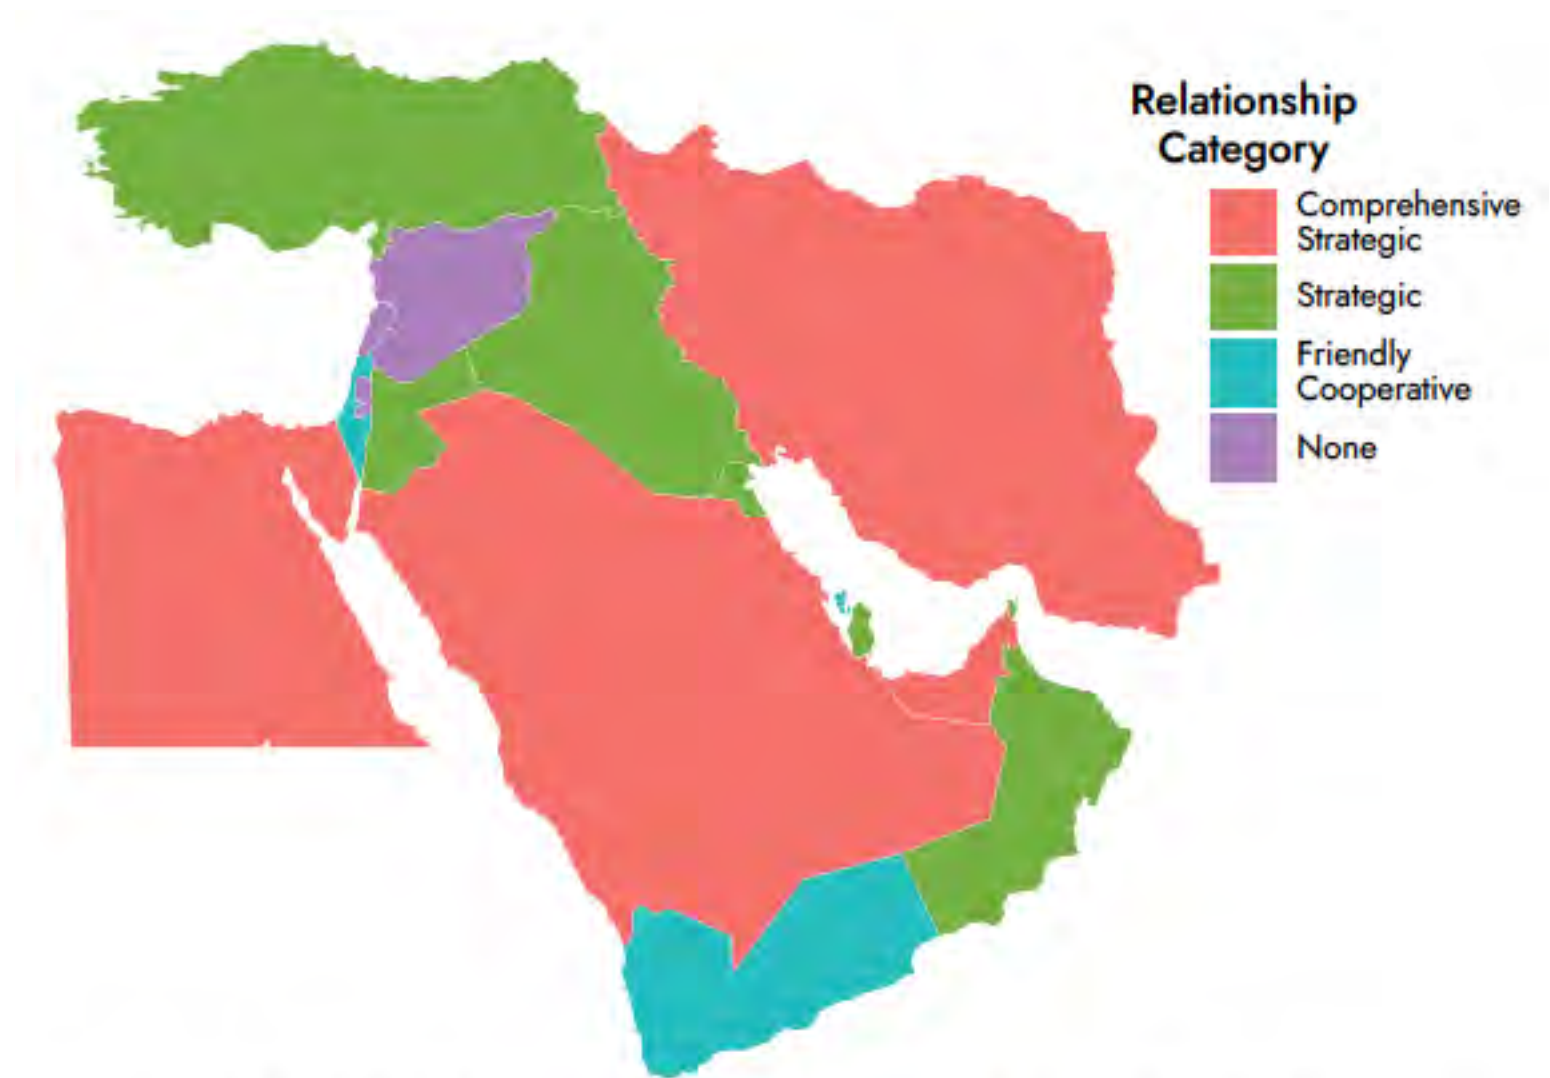 Relationship
Category
Comprehensive
Strategic
Strategic
Friendly
Cooperative
None